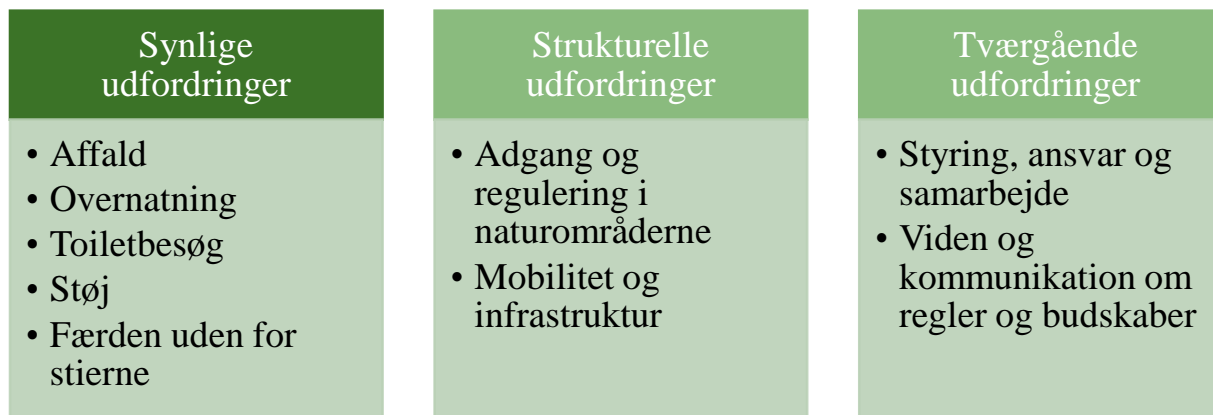 Synlige
udfordringer
• Affald
• Overnatning
• Toiletbesøg
• Støj
• Færden uden for
stierne
Strukturelle
udfordringer
• Adgang og
regulering i
naturområderne
• Mobilitet og
infrastruktur
Tværgående
udfordringer
• Styring, ansvar og
samarbejde
• Viden og
kommunikation om
regler og budskaber